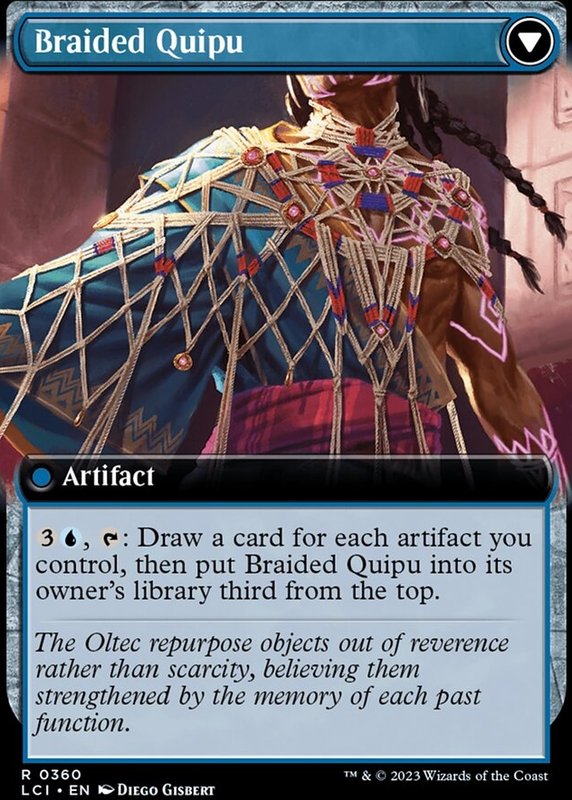 Braided Quipu
Artifact
3, : Draw a card for each artifact you
control, then put Braided Quipu into its
owner's library third from the top.
The Oltec repurpose objects out of reverence
rather than scarcity, believing them
strengthened by the memory of each past
function.
R 0360
LCI • EN Diego Gisbert
™ & © 2023 Wizards of the Coast